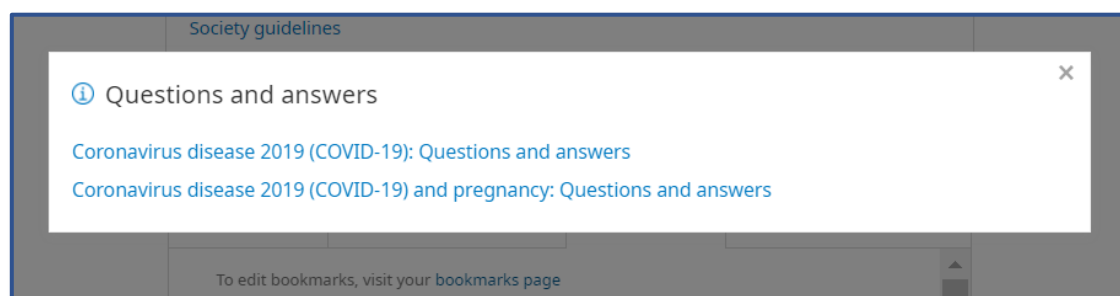 Society guidelines
Questions and answers
Coronavirus disease 2019 (COVID-19): Questions and answers
Coronavirus disease 2019 (COVID-19) and pregnancy: Questions and answers
To edit bookmarks, visit your bookmarks page